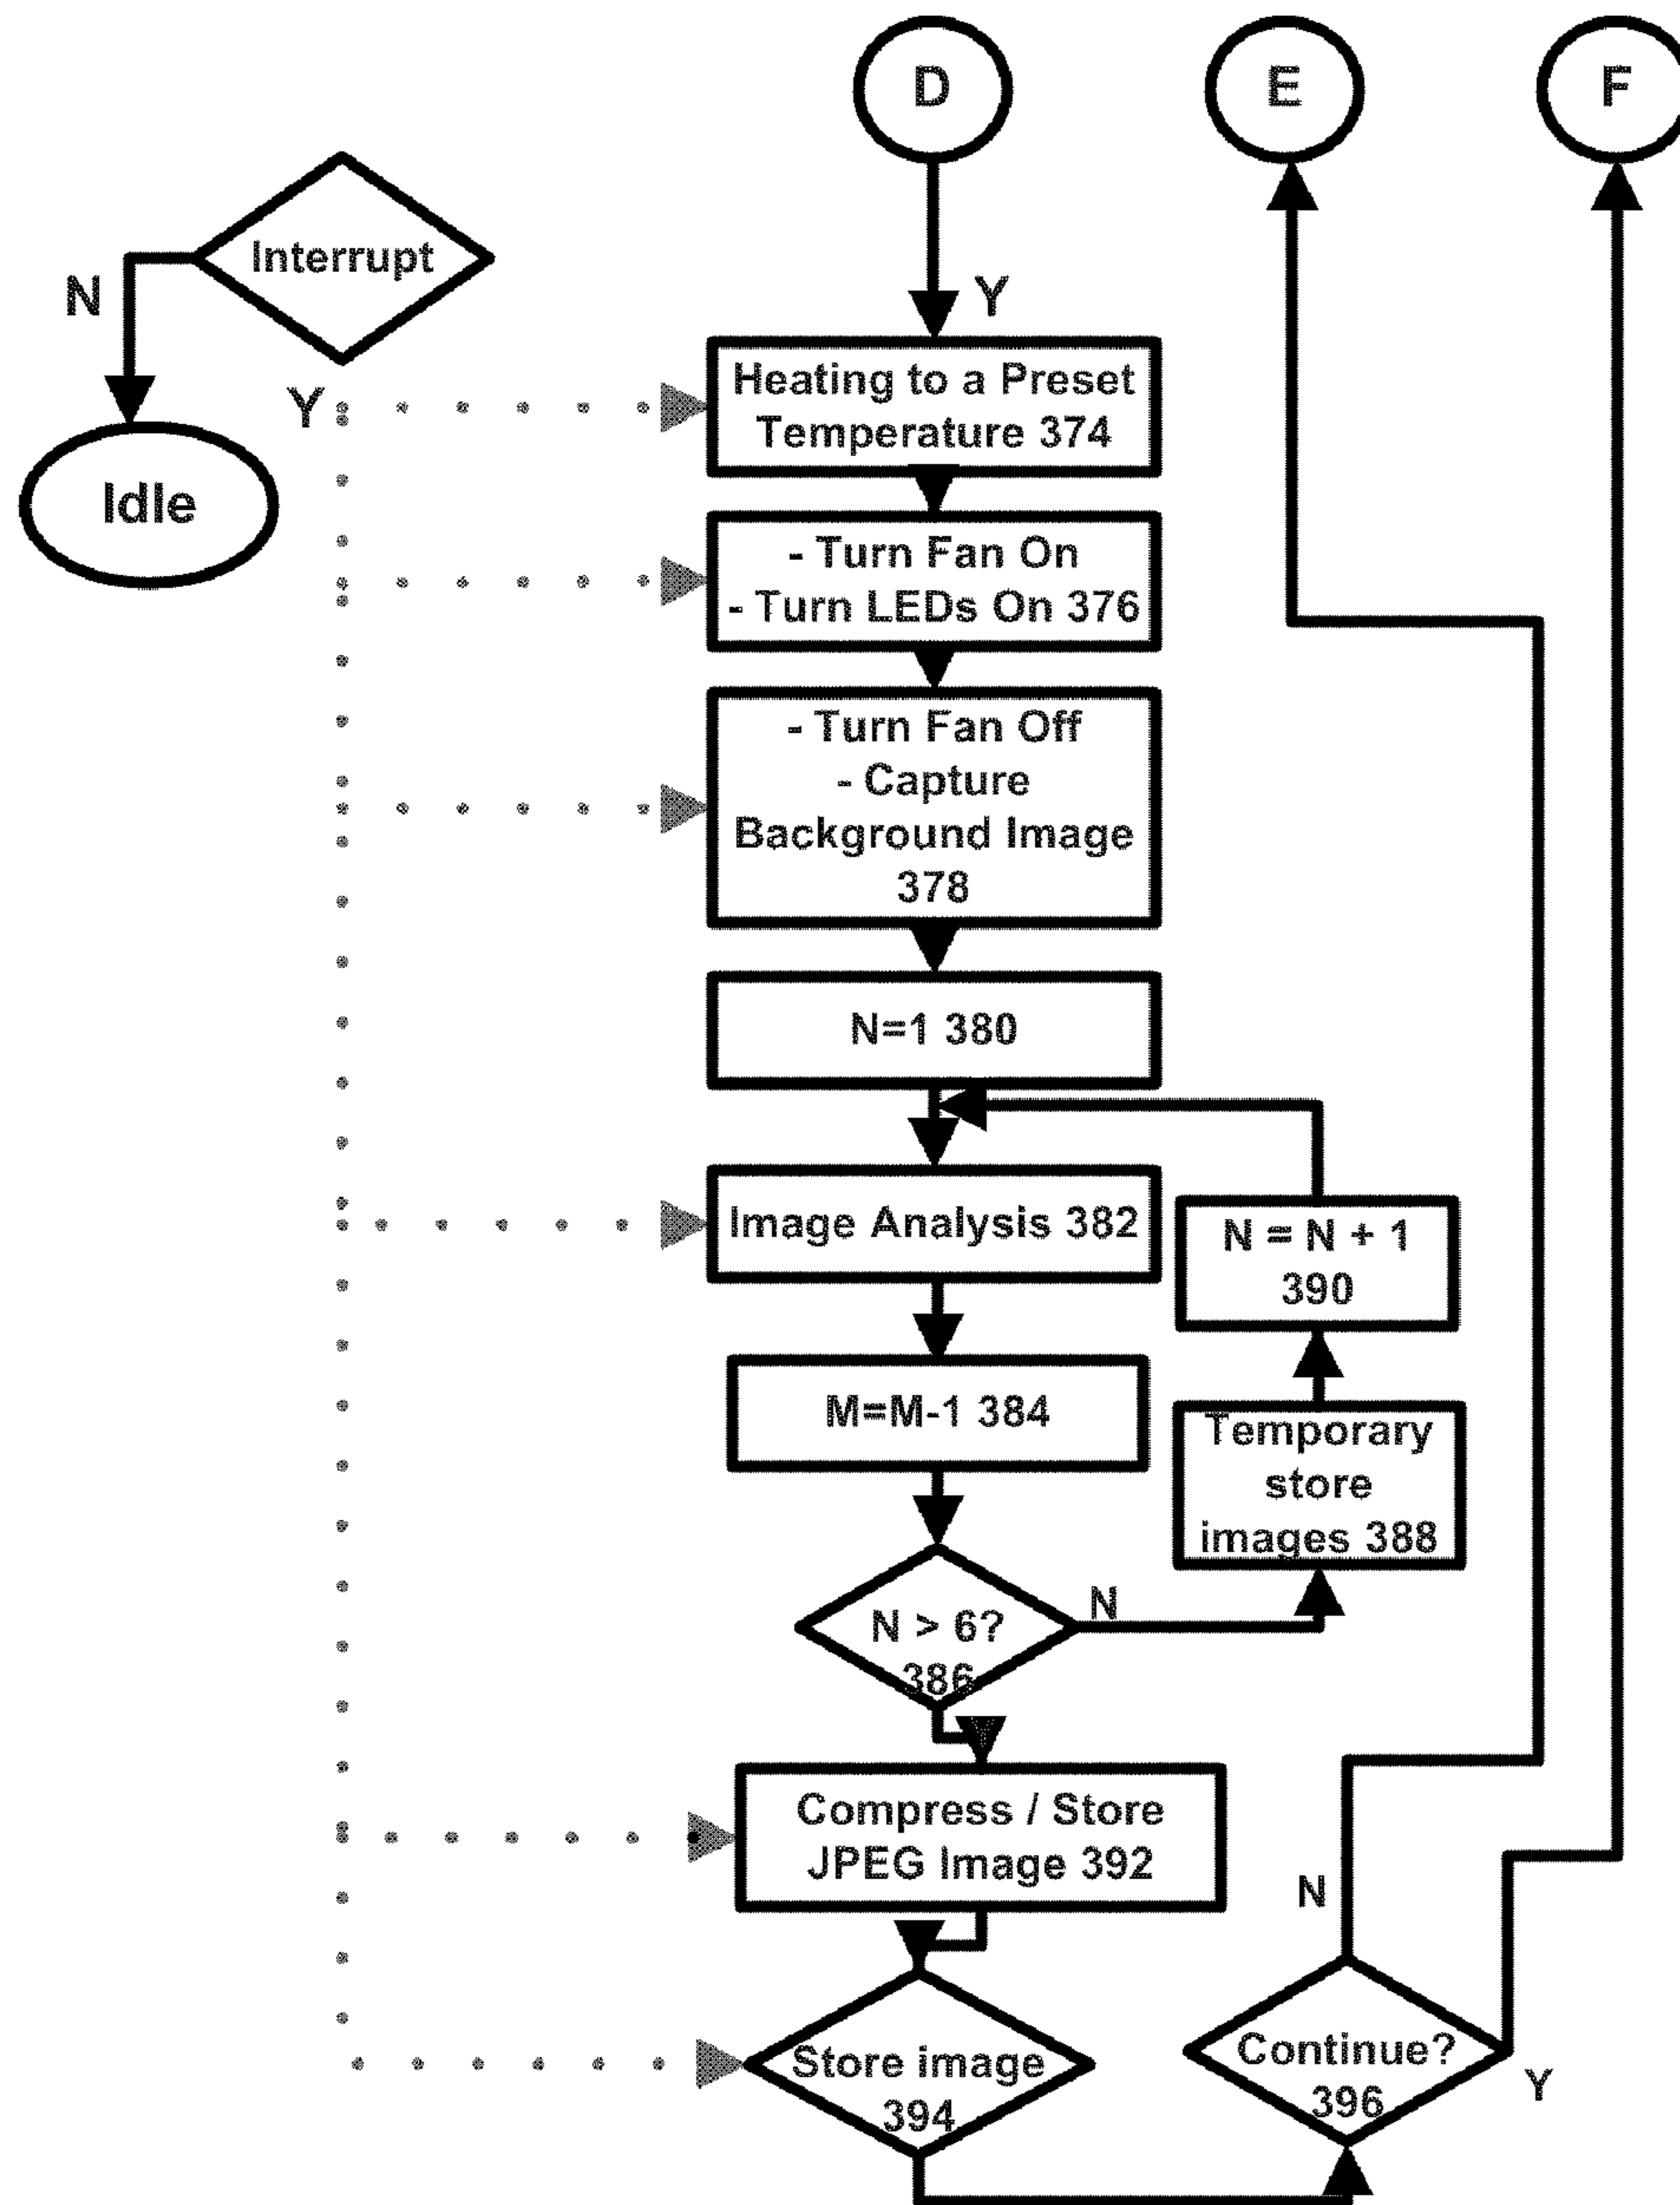 D
E
F
Interrupt
N
Y
Y
Idle
Heating to a Preset
Temperature 374
- Turn Fan On
- Turn LEDs On 376
- Turn Fan Off
- Capture
Background Image
378
N=1 380
Image Analysis 382
N = N + 1
390
M=M-1 384
Temporary
store
images 388
N > 6?
386
N
Compress / Store
JPEG Image 392
N
Store image
394
Continue?
396
Y